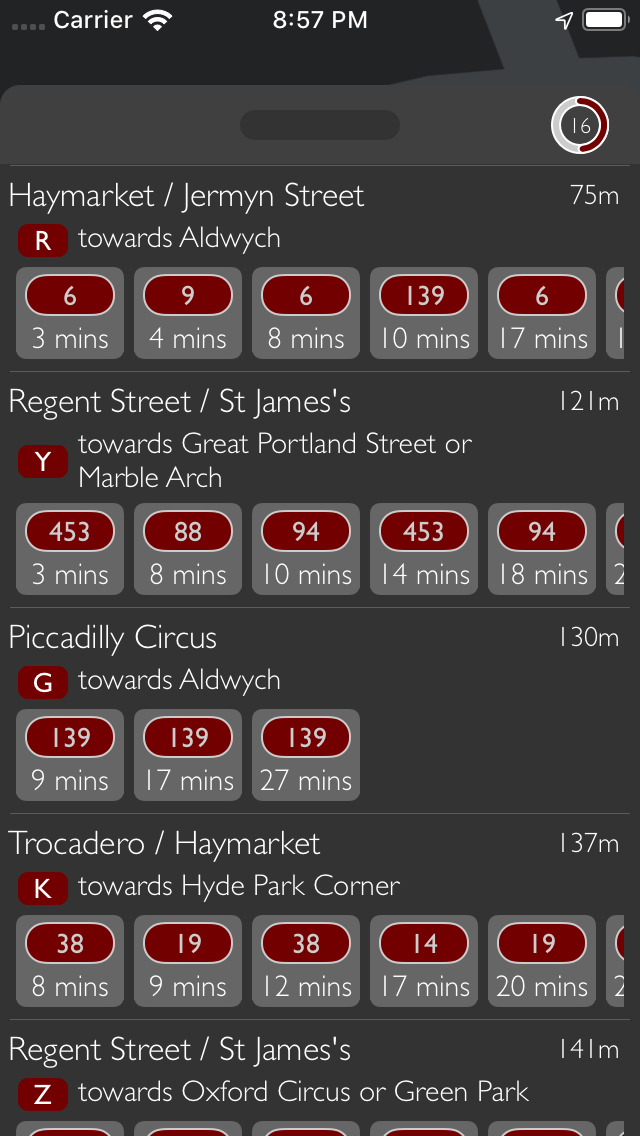 Carrier 8:57 PM
16
Haymarket / Jermyn Street 75m
R towards Aldwych
6 9 6 139 6
3 mins 4 mins 8 mins 10 mins 17 mins 1
Regent Street / St James's 121m
Y towards Great Portland Street or
Marble Arch
453 88 94 453 94
3 mins 8 mins 10 mins 14 mins 18 mins 2
Piccadilly Circus 130m
G towards Aldwych
139 139 139
9 mins 17 mins 27 mins
Trocadero / Haymarket 137m
K towards Hyde Park Corner
38 19 38 14 19
8 mins 9 mins 12 mins 17 mins 20 mins 2
Regent Street / St James's 141m
Z towards Oxford Circus or Green Park